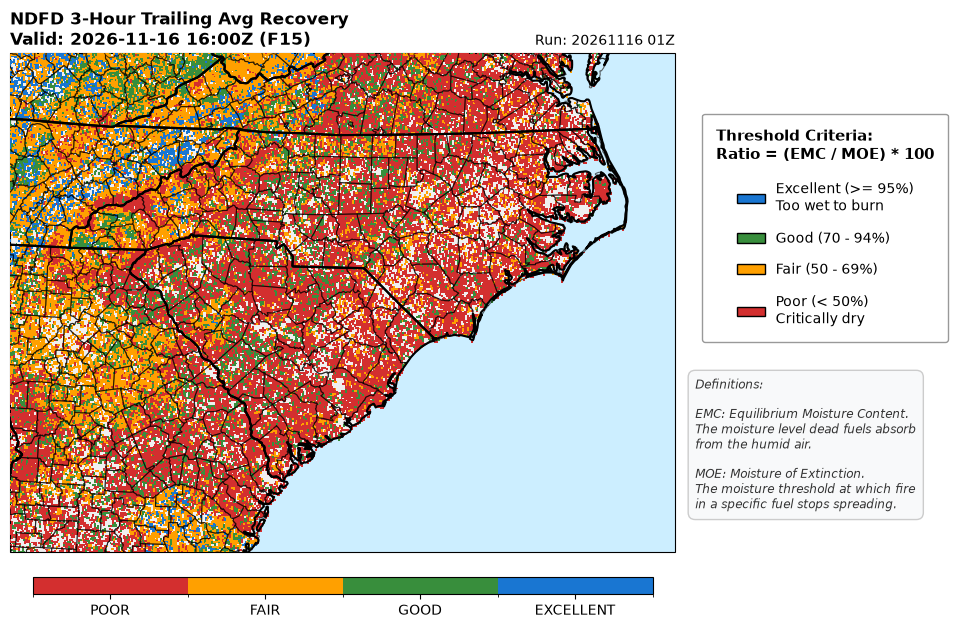 NDFD 3-Hour Trailing Avg Recovery
Valid: 2026-11-16 16:00Z (F15)
Run: 20261116 01Z
Threshold Criteria:
Ratio = (EMC / MOE) * 100
Excellent (>= 95%)
Too wet to burn
Good (70 - 94%)
Fair (50 - 69%)
Poor (< 50%)
Critically dry
Definitions:
EMC: Equilibrium Moisture Content.
The moisture level dead fuels absorb
from the humid air.
MOE: Moisture of Extinction.
The moisture threshold at which fire
in a specific fuel stops spreading.
POOR FAIR GOOD EXCELLENT